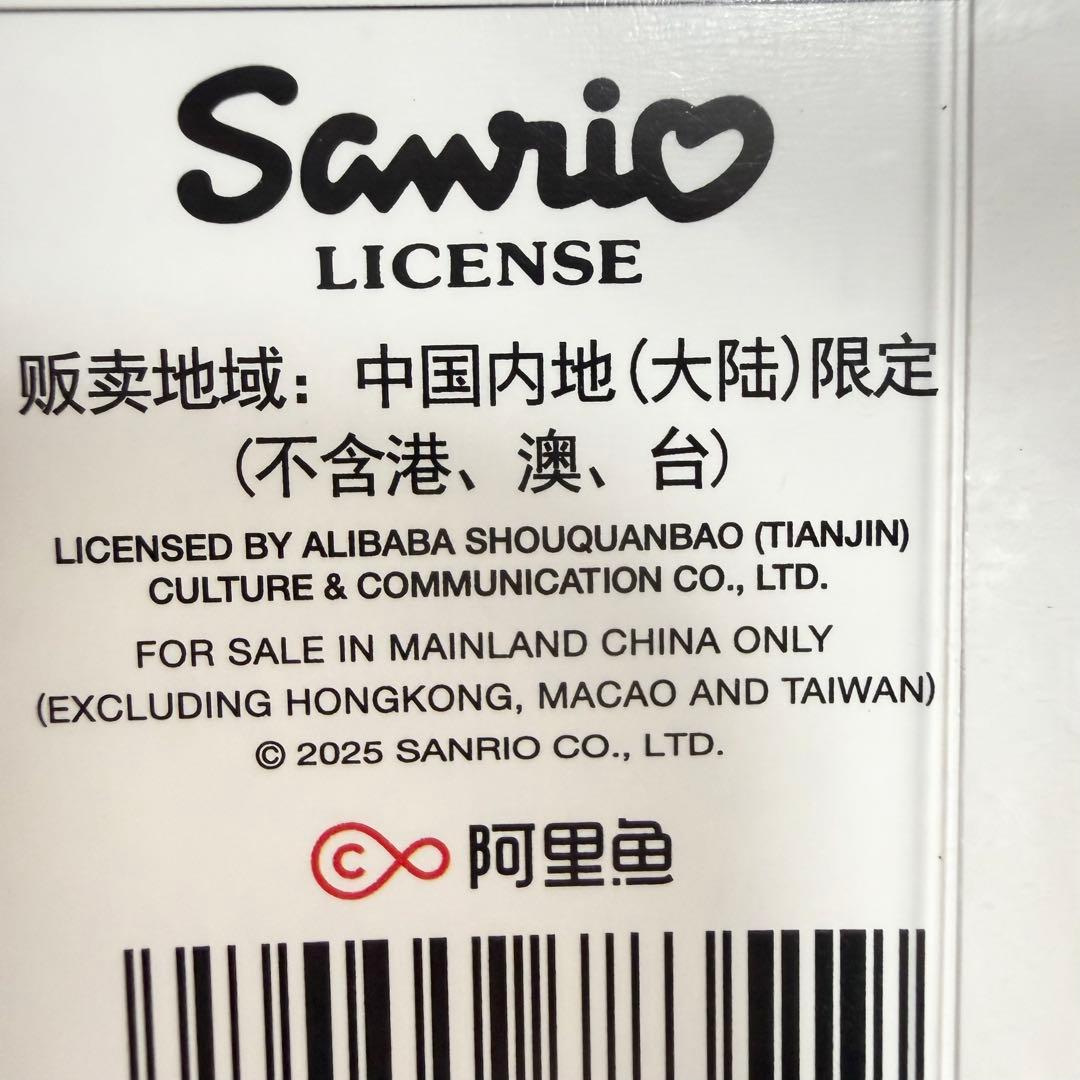 Sanrio
LICENSE
贩卖地域：中国内地(大陆)限定
(不含港、澳、台)
LICENSED BY ALIBABA SHOUQUANBAO (TIANJIN)
CULTURE & COMMUNICATION CO., LTD.
FOR SALE IN MAINLAND CHINA ONLY
(EXCLUDING HONGKONG, MACAO AND TAIWAN)
© 2025 SANRIO CO., LTD.
阿里鱼